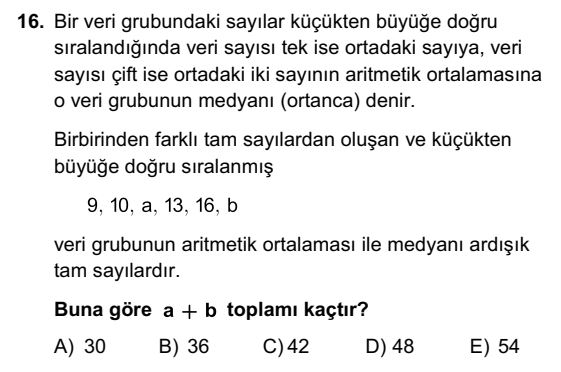 16. Bir veri grubundaki sayılar küçükten büyüğe doğru
sıralandığında veri sayısı tek ise ortadaki sayıya, veri
sayısı çift ise ortadaki iki sayının aritmetik ortalamasına
o veri grubunun medyanı (ortanca) denir.
Birbirinden farklı tam sayılardan oluşan ve küçükten
büyüğe doğru sıralanmış
9, 10, a, 13, 16, b
veri grubunun aritmetik ortalaması ile medyanı ardışık
tam sayılardır.
Buna göre a + b toplamı kaçtır?
A) 30 B) 36 C) 42 D) 48 E) 54